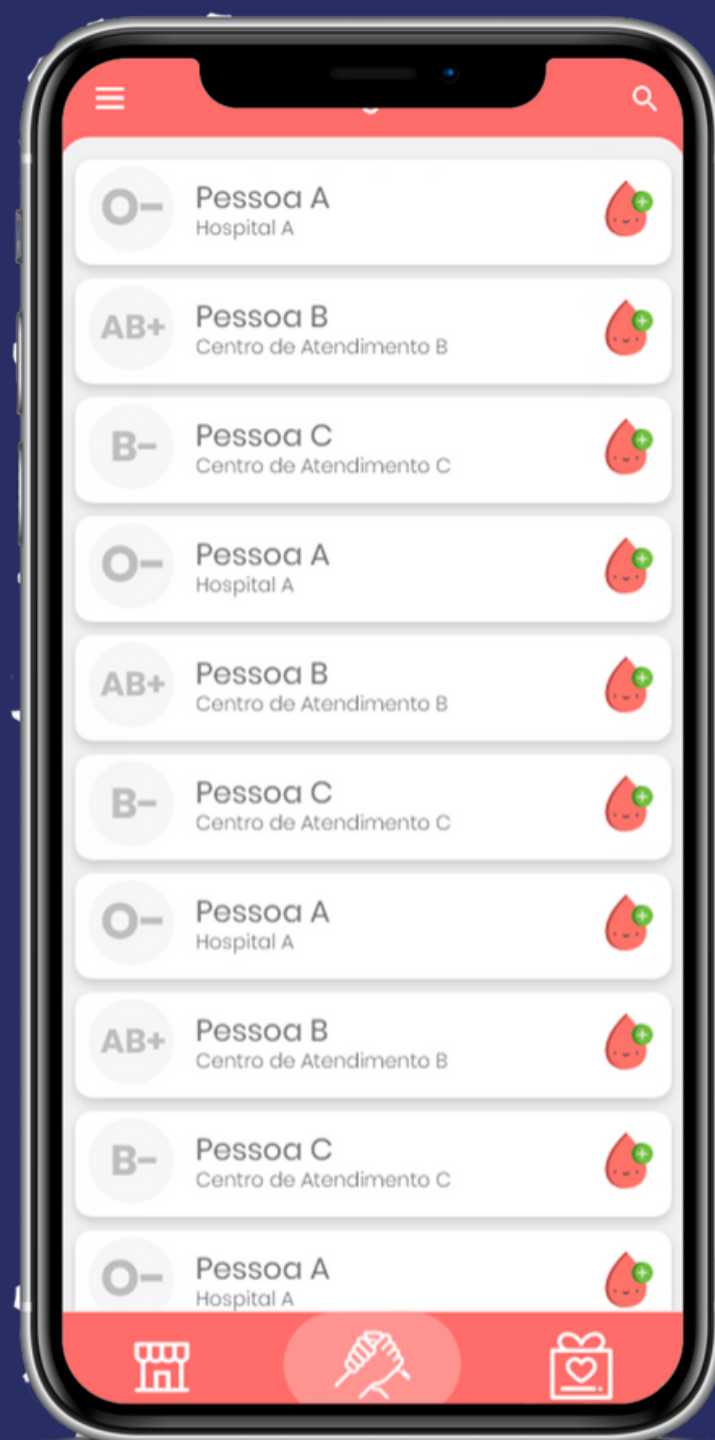 O-
Pessoa A
Hospital A
AB+
Pessoa B
Centro de Atendimento B
B-
Pessoa C
Centro de Atendimento C
O-
Pessoa A
Hospital A
AB+
Pessoa B
Centro de Atendimento B
B-
Pessoa C
Centro de Atendimento C
O-
Pessoa A
Hospital A
AB+
Pessoa B
Centro de Atendimento B
B-
Pessoa C
Centro de Atendimento C
O-
Pessoa A
Hospital A